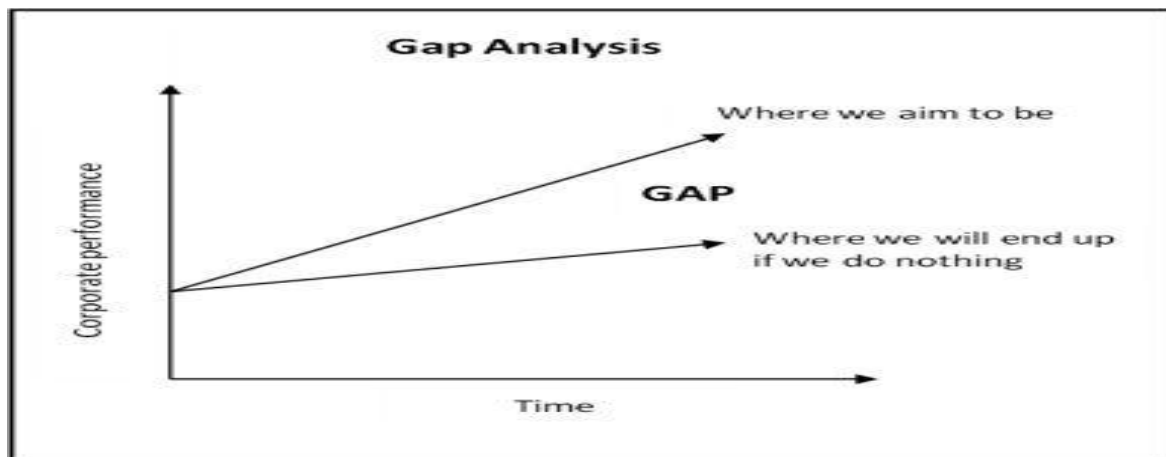 Gap Analysis
Where we aim to be
GAP
Where we will end up
if we do nothing
Corporate performance
Time